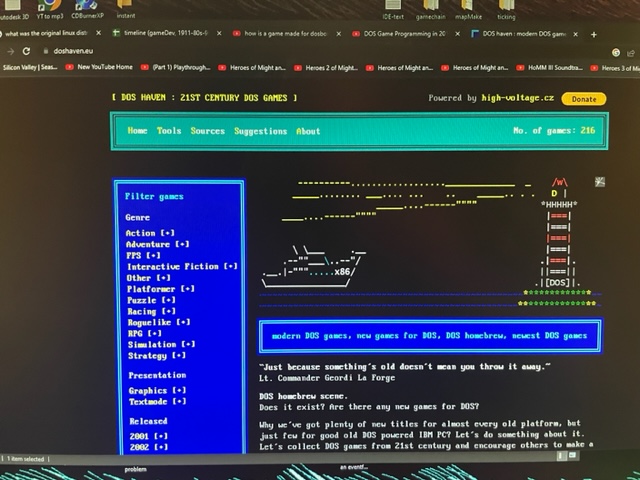 utodesk 3D YT to mp3 CDBurnerXP instant IDE-text gamechain mapMake ticking
what was the original linux dist timeline (gameDev, 1911-80s-t how is a game made for dosbo DOS Game Programming in 20 DOS haven : modern DOS game
doshaven.eu
Silicon Valley | Seas... New YouTube Home (Part 1) Playthrough... Heroes of Might an... Heroes 2 of Might... Heroes of Might an... Heroes of Might an... HoMM III Soundtra... Heroes 3 of Mi
[ DOS HAVEN : 21ST CENTURY DOS GAMES ]
Powered by high-voltage.cz Donate
Home Tools Sources Suggestions About No. of games: 216
Filter games
Genre
Action [+]
Adventure [+]
FPS [+]
Interactive Fiction [+]
Other [+]
Platformer [+]
Puzzle [+]
Racing [+]
Roguelike [+]
RPG [+]
Simulation [+]
Strategy [+]
Presentation
Graphics [+]
Textmode [+]
Released
2001 [+]
2002 [+]
x86/
[DOS]
modern DOS games, new games for DOS, DOS homebrew, newest DOS games
"Just because something's old doesn't mean you throw it away."
Lt. Commander Geordi La Forge
DOS homebrew scene.
Does it exist? Are there any new games for DOS?
Why we've got plenty of new titles for almost every old platform, but
just few for good old DOS powered IBM PC? Let's do something about it.
Let's collect DOS games from 21st century and encourage others to make a
1 item selected
problem an eventf...